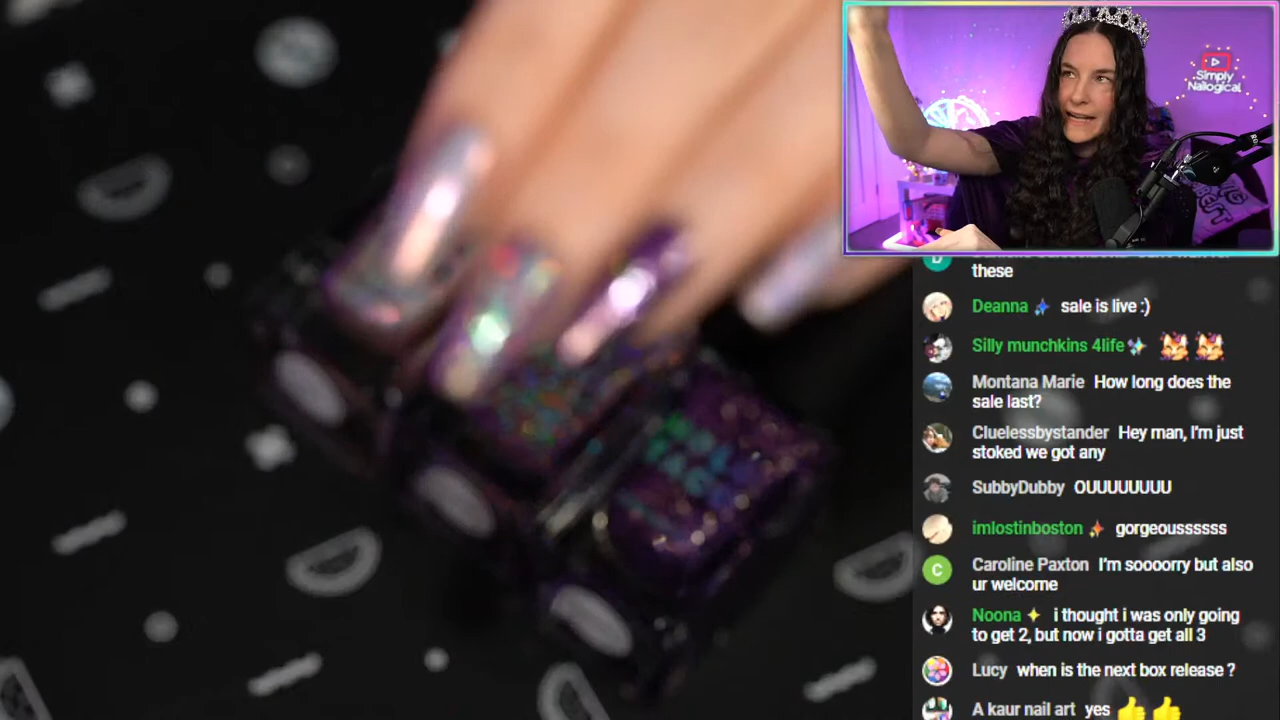 Simply
Nailogical
these
Deanna sale is live :)
Silly munchkins 4life
Montana Marie How long does the
sale last?
Cluelessbystander Hey man, I'm just
stoked we got any
SubbyDubby OUUUUUUUU
imlostinboston gorgeoussssss
C
Caroline Paxton I'm soooorry but also
ur welcome
Noona i thought i was only going
to get 2, but now i gotta get all 3
Lucy when is the next box release ?
A kaur nail art yes